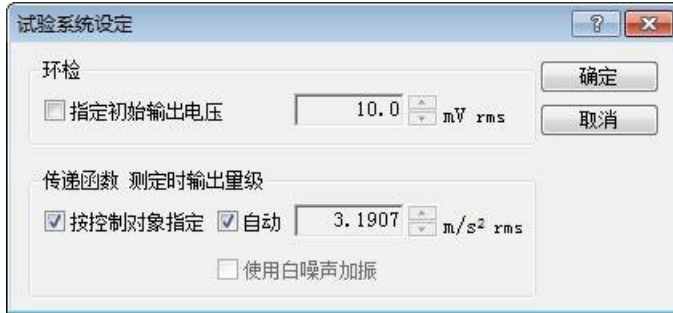 试验系统设定
环检
确定
指定初始输出电压 10.0 mV rms
取消
传递函数 测定时输出量级
按控制对象指定 自动 3.1907 m/s² rms
使用白噪声加振